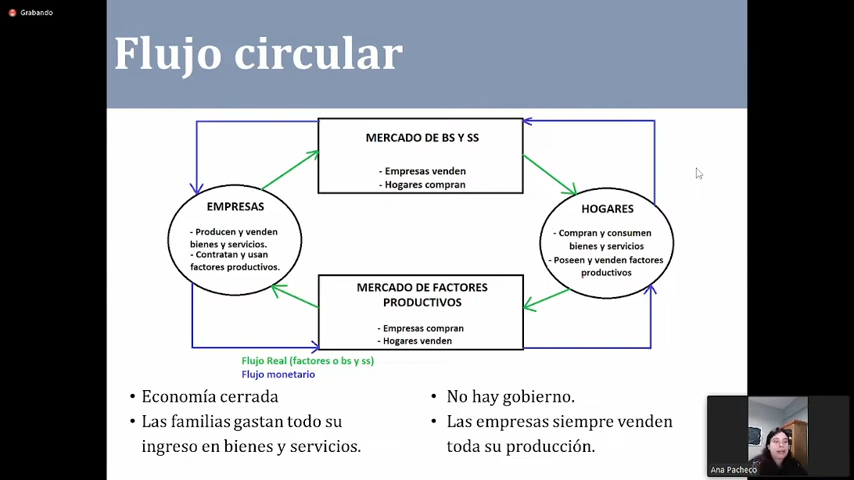 Grabando
Flujo circular
MERCADO DE BS Y SS
- Empresas venden
- Hogares compran
EMPRESAS
- Producen y venden
bienes y servicios.
- Contratan y usan
factores productivos.
HOGARES
- Compran y consumen
bienes y servicios
- Poseen y venden factores
productivos
MERCADO DE FACTORES
PRODUCTIVOS
- Empresas compran
- Hogares venden
Flujo Real (factores o bs y ss)
Flujo monetario
• Economía cerrada
• Las familias gastan todo su
ingreso en bienes y servicios.
• No hay gobierno.
• Las empresas siempre venden
toda su producción.
Ana Pacheco